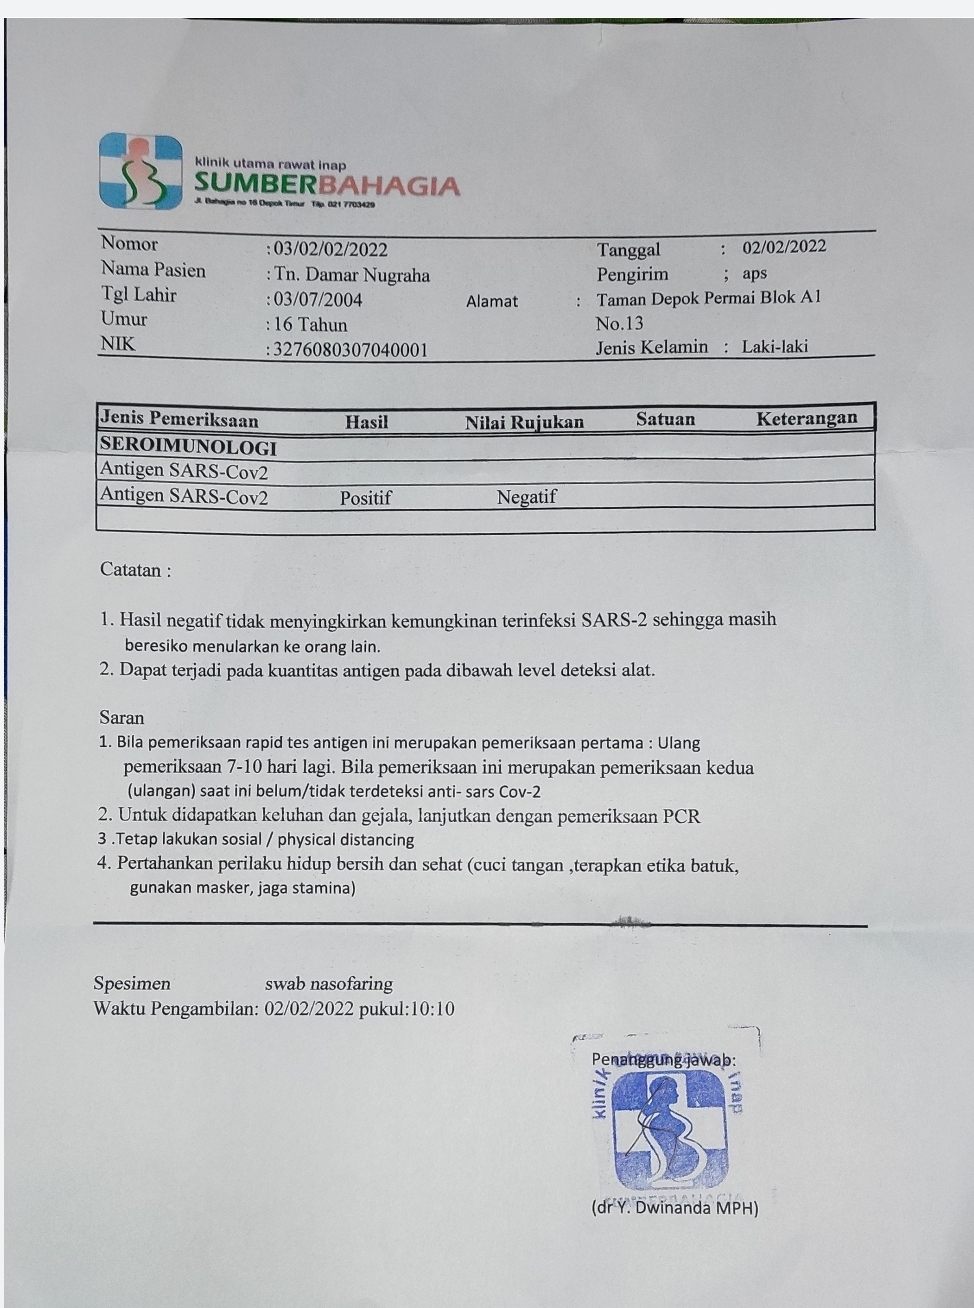 klinik utama rawat inap
SUMBERBAHAGIA
Jl. Bahagia no 16 Depok Timur Tlp. 021 7703429
Nomor : 03/02/02/2022 Tanggal : 02/02/2022
Nama Pasien : Tn. Damar Nugraha Pengirim ; aps
Tgl Lahir : 03/07/2004 Alamat : Taman Depok Permai Blok A1
Umur : 16 Tahun No.13
NIK : 3276080307040001 Jenis Kelamin : Laki-laki
Jenis Pemeriksaan Hasil Nilai Rujukan Satuan Keterangan
SEROIMUNOLOGI
Antigen SARS-Cov2
Antigen SARS-Cov2 Positif Negatif
Catatan :
1. Hasil negatif tidak menyingkirkan kemungkinan terinfeksi SARS-2 sehingga masih
beresiko menularkan ke orang lain.
2. Dapat terjadi pada kuantitas antigen pada dibawah level deteksi alat.
Saran
1. Bila pemeriksaan rapid tes antigen ini merupakan pemeriksaan pertama : Ulang
pemeriksaan 7-10 hari lagi. Bila pemeriksaan ini merupakan pemeriksaan kedua
(ulangan) saat ini belum/tidak terdeteksi anti- sars Cov-2
2. Untuk didapatkan keluhan dan gejala, lanjutkan dengan pemeriksaan PCR
3 .Tetap lakukan sosial / physical distancing
4. Pertahankan perilaku hidup bersih dan sehat (cuci tangan ,terapkan etika batuk,
gunakan masker, jaga stamina)
Spesimen swab nasofaring
Waktu Pengambilan: 02/02/2022 pukul:10:10
Penanggung jawab:
klinik utama rawat inap
SUMBERBAHAGIA
(dr Y. Dwinanda MPH)